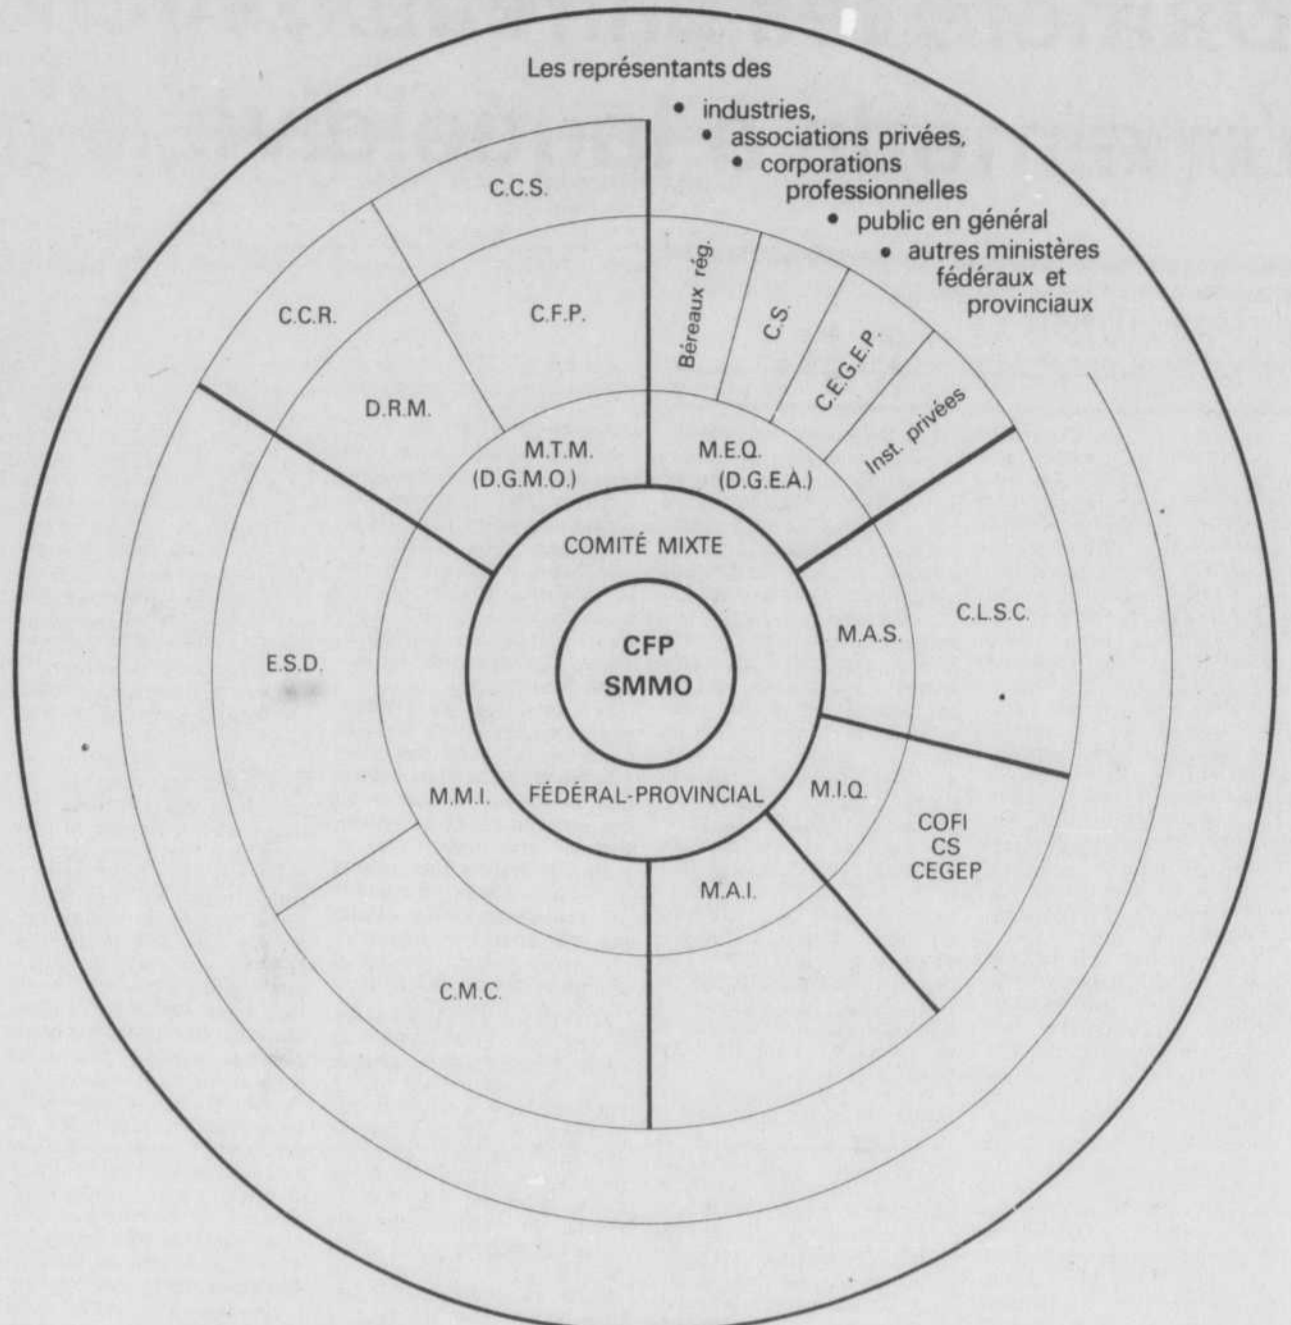 Les représentants des
• industries,
• associations privées,
• corporations
professionnelles
• public en général
• autres ministères
fédéraux et
provinciaux
C.C.S.
C.C.R.
C.F.P.
D.R.M.
Béreaux rég.
C.S.
C.E.G.E.P.
Inst. privées
M.T.M.
(D.G.M.O.)
M.E.Q.
(D.G.E.A.)
COMITÉ MIXTE
CFP
SMMO
FÉDÉRAL-PROVINCIAL
M.A.S.
C.L.S.C.
E.S.D.
M.M.I.
M.I.Q.
COFI
CS
CEGEP
M.A.I.
C.M.C.